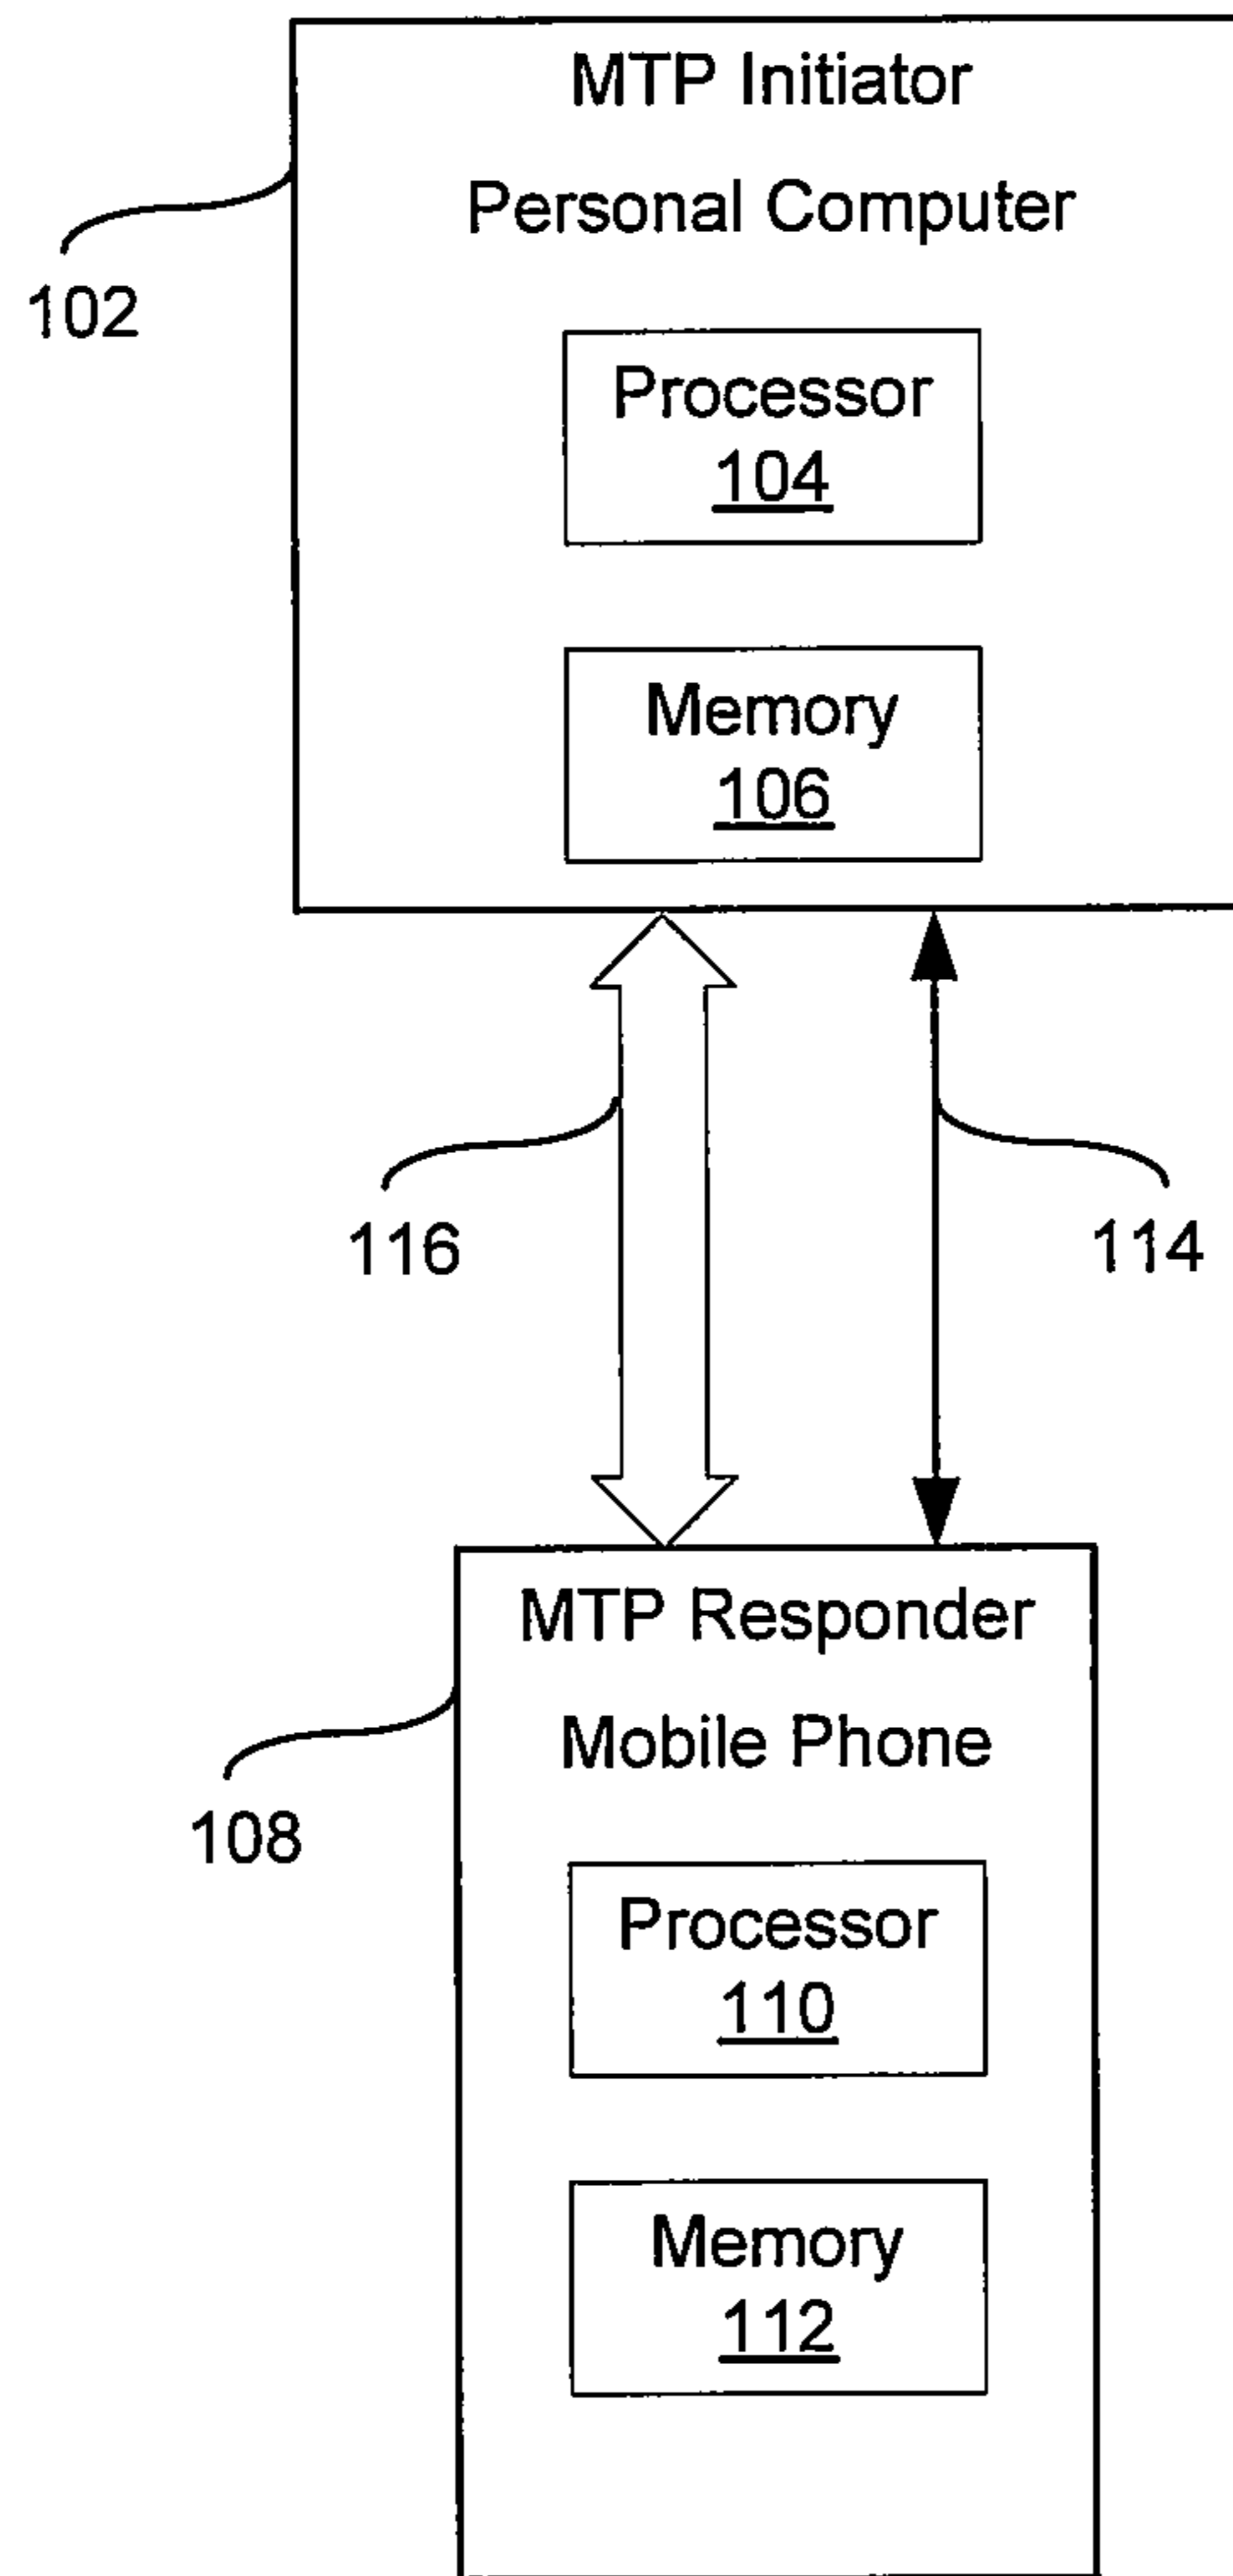 MTP Initiator
Personal Computer
102
Processor
104
Memory
106
116
114
MTP Responder
Mobile Phone
108
Processor
110
Memory
112